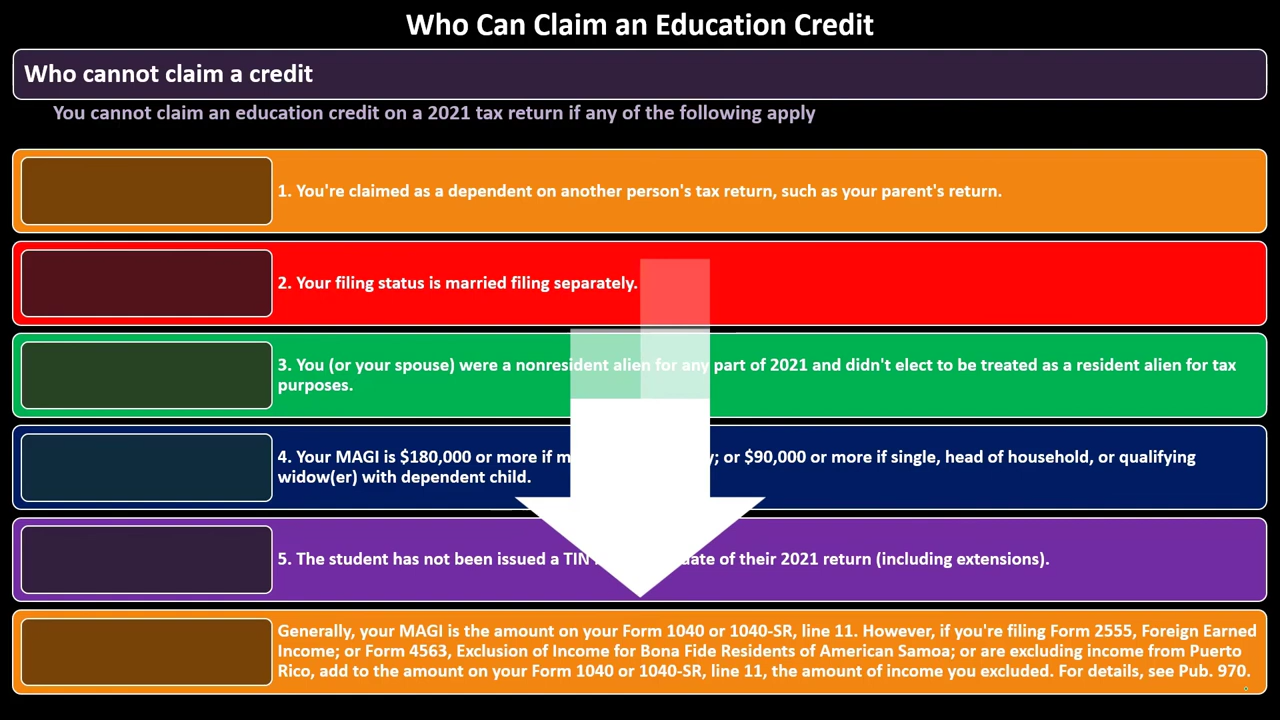 Who Can Claim an Education Credit
Who cannot claim a credit
You cannot claim an education credit on a 2021 tax return if any of the following apply
1. You're claimed as a dependent on another person's tax return, such as your parent's return.
2. Your filing status is married filing separately.
3. You (or your spouse) were a nonresident alien for any part of 2021 and didn't elect to be treated as a resident alien for tax
purposes.
4. Your MAGI is $180,000 or more if or $90,000 or more if single, head of household, or qualifying
widow(er) with dependent child.
5. The student has not been issued a TIN of their 2021 return (including extensions).
Generally, your MAGI is the amount on your Form 1040 or 1040-SR, line 11. However, if you're filing Form 2555, Foreign Earned
Income; or Form 4563, Exclusion of Income for Bona Fide Residents of American Samoa; or are excluding income from Puerto
Rico, add to the amount on your Form 1040 or 1040-SR, line 11, the amount of income you excluded. For details, see Pub. 970.